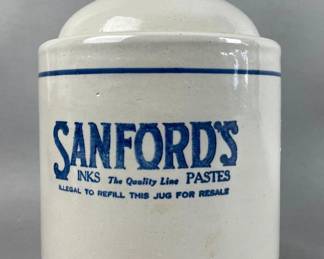 SANFORD'S
INKS The Quality Line PASTES
ILLEGAL TO REFILL THIS JUG FOR RESALE